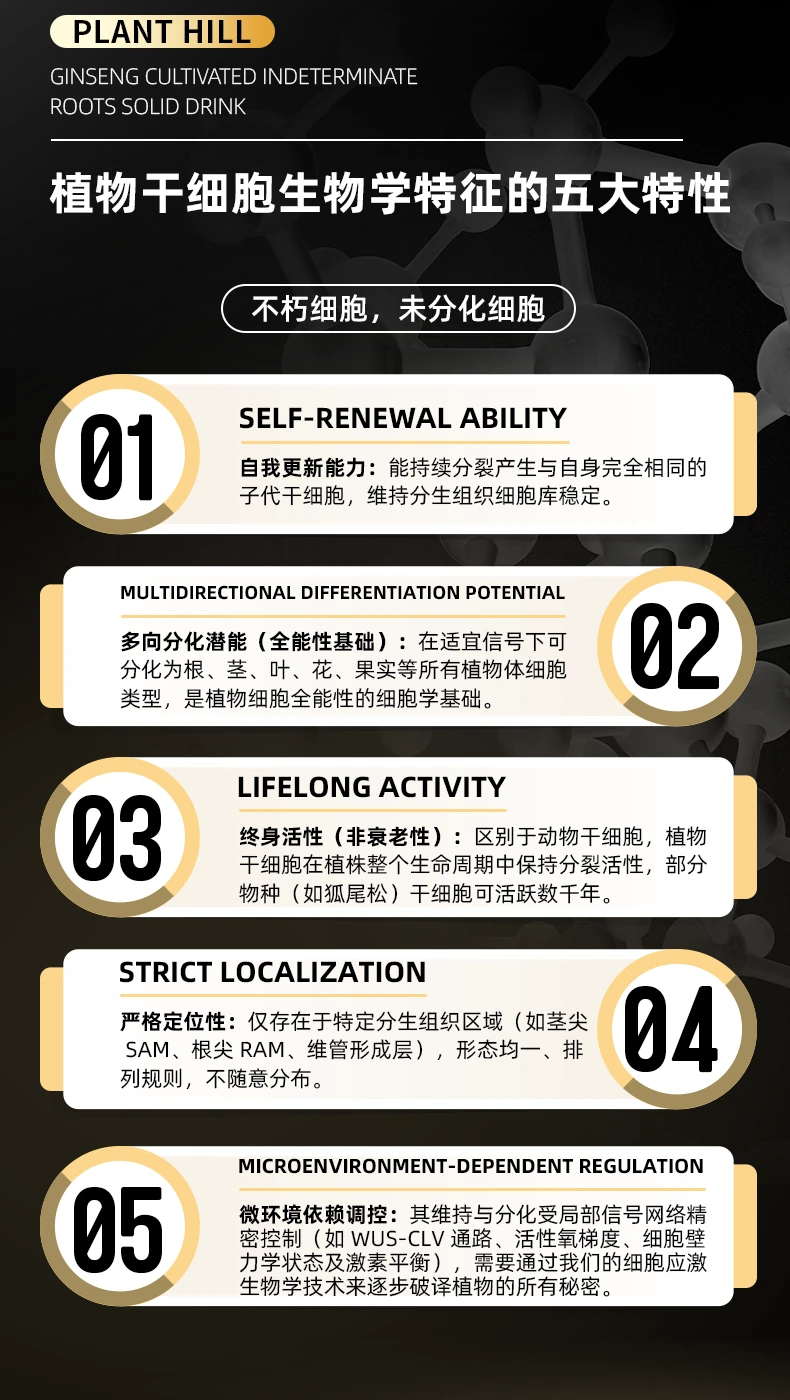 PLANT HILL
GINSENG CULTIVATED INDETERMINATE
ROOTS SOLID DRINK
植物干细胞生物学特征的五大特性
不朽细胞，未分化细胞
01
SELF-RENEWAL ABILITY
自我更新能力：能持续分裂产生与自身完全相同的
子代干细胞，维持分生组织细胞库稳定。
MULTIDIRECTIONAL DIFFERENTIATION POTENTIAL
多向分化潜能（全能性基础）：在适宜信号下可
分化为根、茎、叶、花、果实等所有植物体细胞
类型，是植物细胞全能性的细胞学基础。
02
03
LIFELONG ACTIVITY
终身活性（非衰老性）：区别于动物干细胞，植物
干细胞在植株整个生命周期中保持分裂活性，部分
物种（如狐尾松）干细胞可活跃数千年。
STRICT LOCALIZATION
严格定位性：仅存在于特定分生组织区域（如茎尖
SAM、根尖 RAM、维管形成层），形态均一、排
列规则，不随意分布。
04
05
MICROENVIRONMENT-DEPENDENT REGULATION
微环境依赖调控：其维持与分化受局部信号网络精
密控制（如 WUS-CLV 通路、活性氧梯度、细胞壁
力学状态及激素平衡），需要通过我们的细胞应激
生物学技术来逐步破译植物的所有秘密。